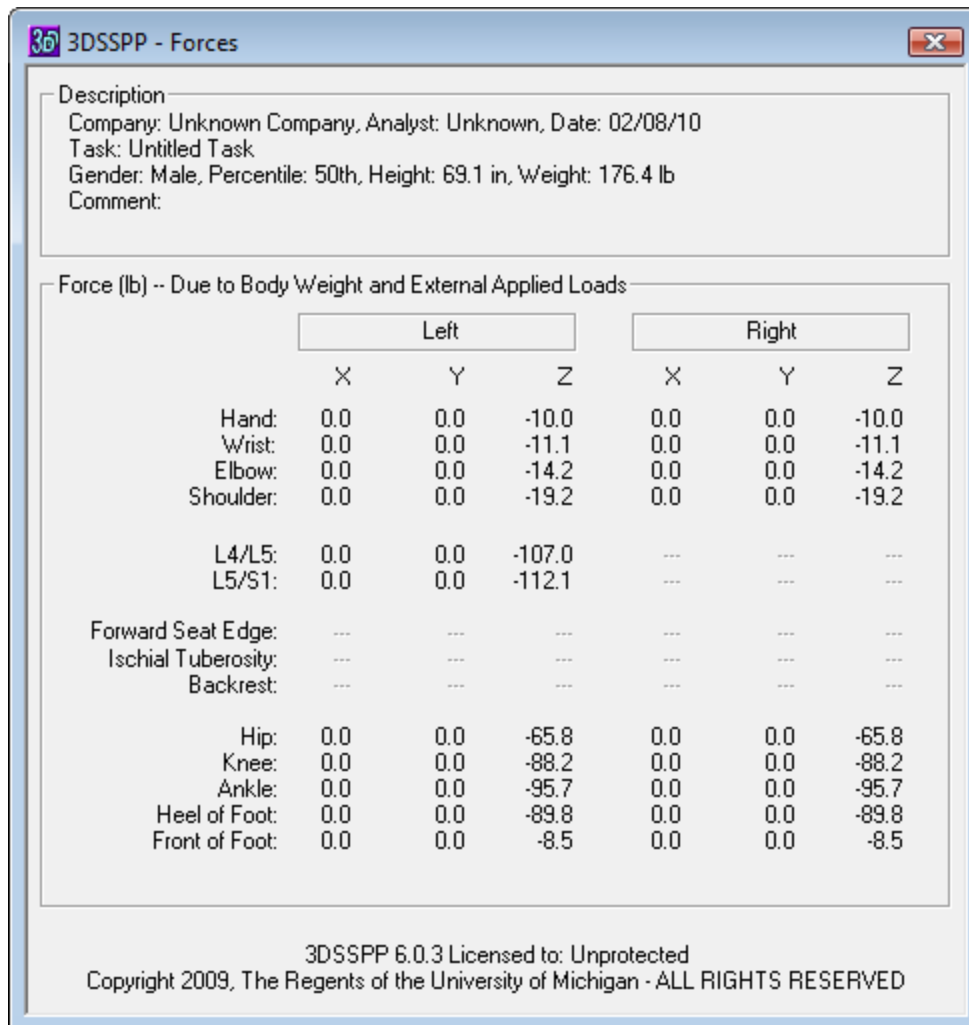 3D 3DSSPP - Forces
Description
Company: Unknown Company, Analyst: Unknown, Date: 02/08/10
Task: Untitled Task
Gender: Male, Percentile: 50th, Height: 69.1 in, Weight: 176.4 lb
Comment:
Force (lb) -- Due to Body Weight and External Applied Loads
Left Right
X Y Z X Y Z
Hand: 0.0 0.0 -10.0 0.0 0.0 -10.0
Wrist: 0.0 0.0 -11.1 0.0 0.0 -11.1
Elbow: 0.0 0.0 -14.2 0.0 0.0 -14.2
Shoulder: 0.0 0.0 -19.2 0.0 0.0 -19.2
L4/L5: 0.0 0.0 -107.0 --- --- ---
L5/S1: 0.0 0.0 -112.1 --- --- ---
Forward Seat Edge: --- --- --- --- --- ---
Ischial Tuberosity: --- --- --- --- --- ---
Backrest: --- --- --- --- --- ---
Hip: 0.0 0.0 -65.8 0.0 0.0 -65.8
Knee: 0.0 0.0 -88.2 0.0 0.0 -88.2
Ankle: 0.0 0.0 -95.7 0.0 0.0 -95.7
Heel of Foot: 0.0 0.0 -89.8 0.0 0.0 -89.8
Front of Foot: 0.0 0.0 -8.5 0.0 0.0 -8.5
3DSSPP 6.0.3 Licensed to: Unprotected
Copyright 2009, The Regents of the University of Michigan - ALL RIGHTS RESERVED